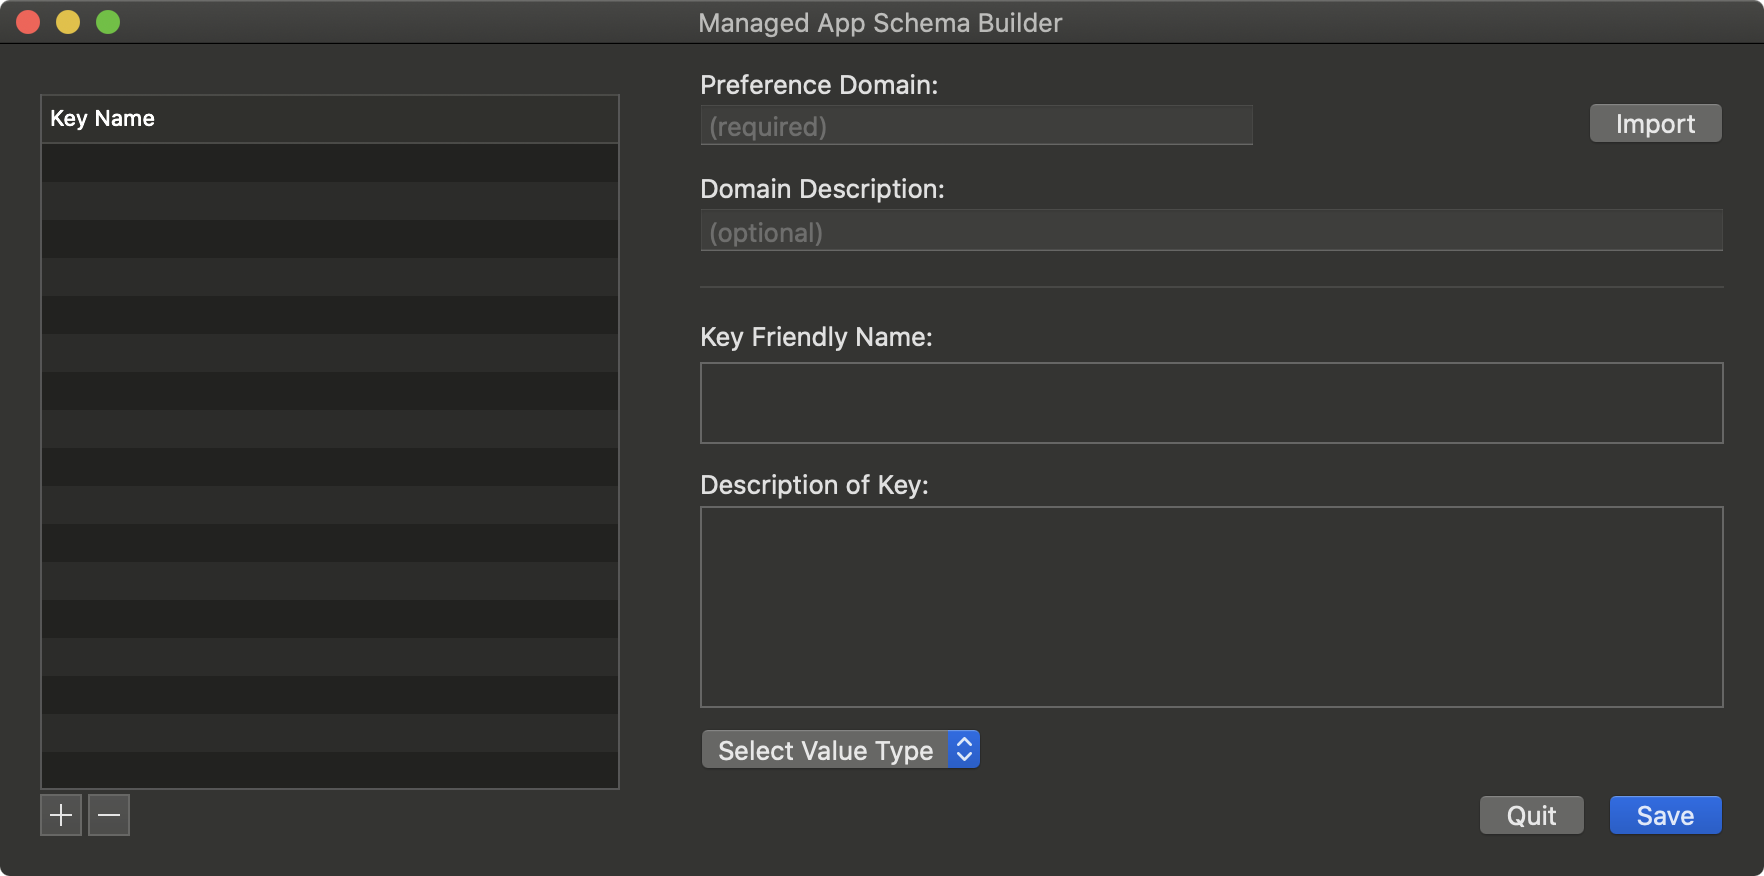 Managed App Schema Builder
Key Name
Preference Domain:
(required)
Import
Domain Description:
(optional)
Key Friendly Name:
Description of Key:
Select Value Type
Quit
Save